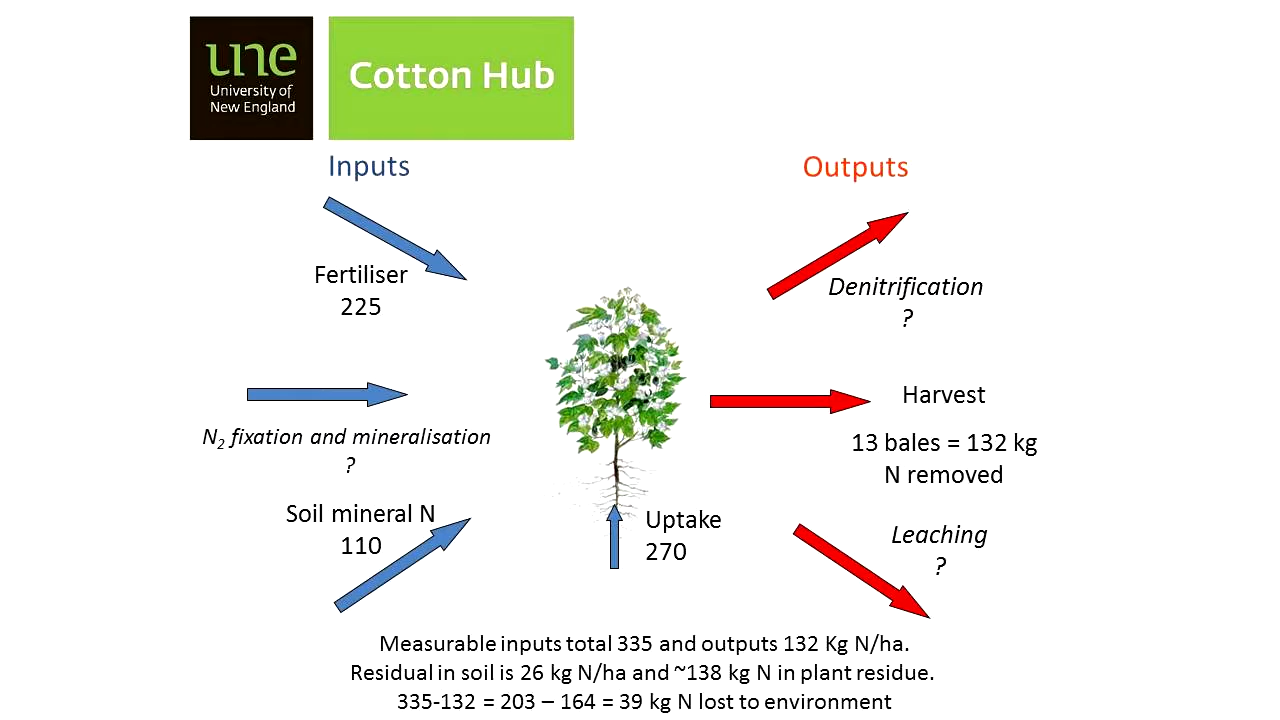 une
University of
New England
Cotton Hub
Inputs
Outputs
Fertiliser
225
Denitrification
?
Harvest
N₂ fixation and mineralisation
?
13 bales = 132 kg
N removed
Soil mineral N
110
Uptake
270
Leaching
?
Measurable inputs total 335 and outputs 132 Kg N/ha.
Residual in soil is 26 kg N/ha and ~138 kg N in plant residue.
335-132 = 203 – 164 = 39 kg N lost to environment